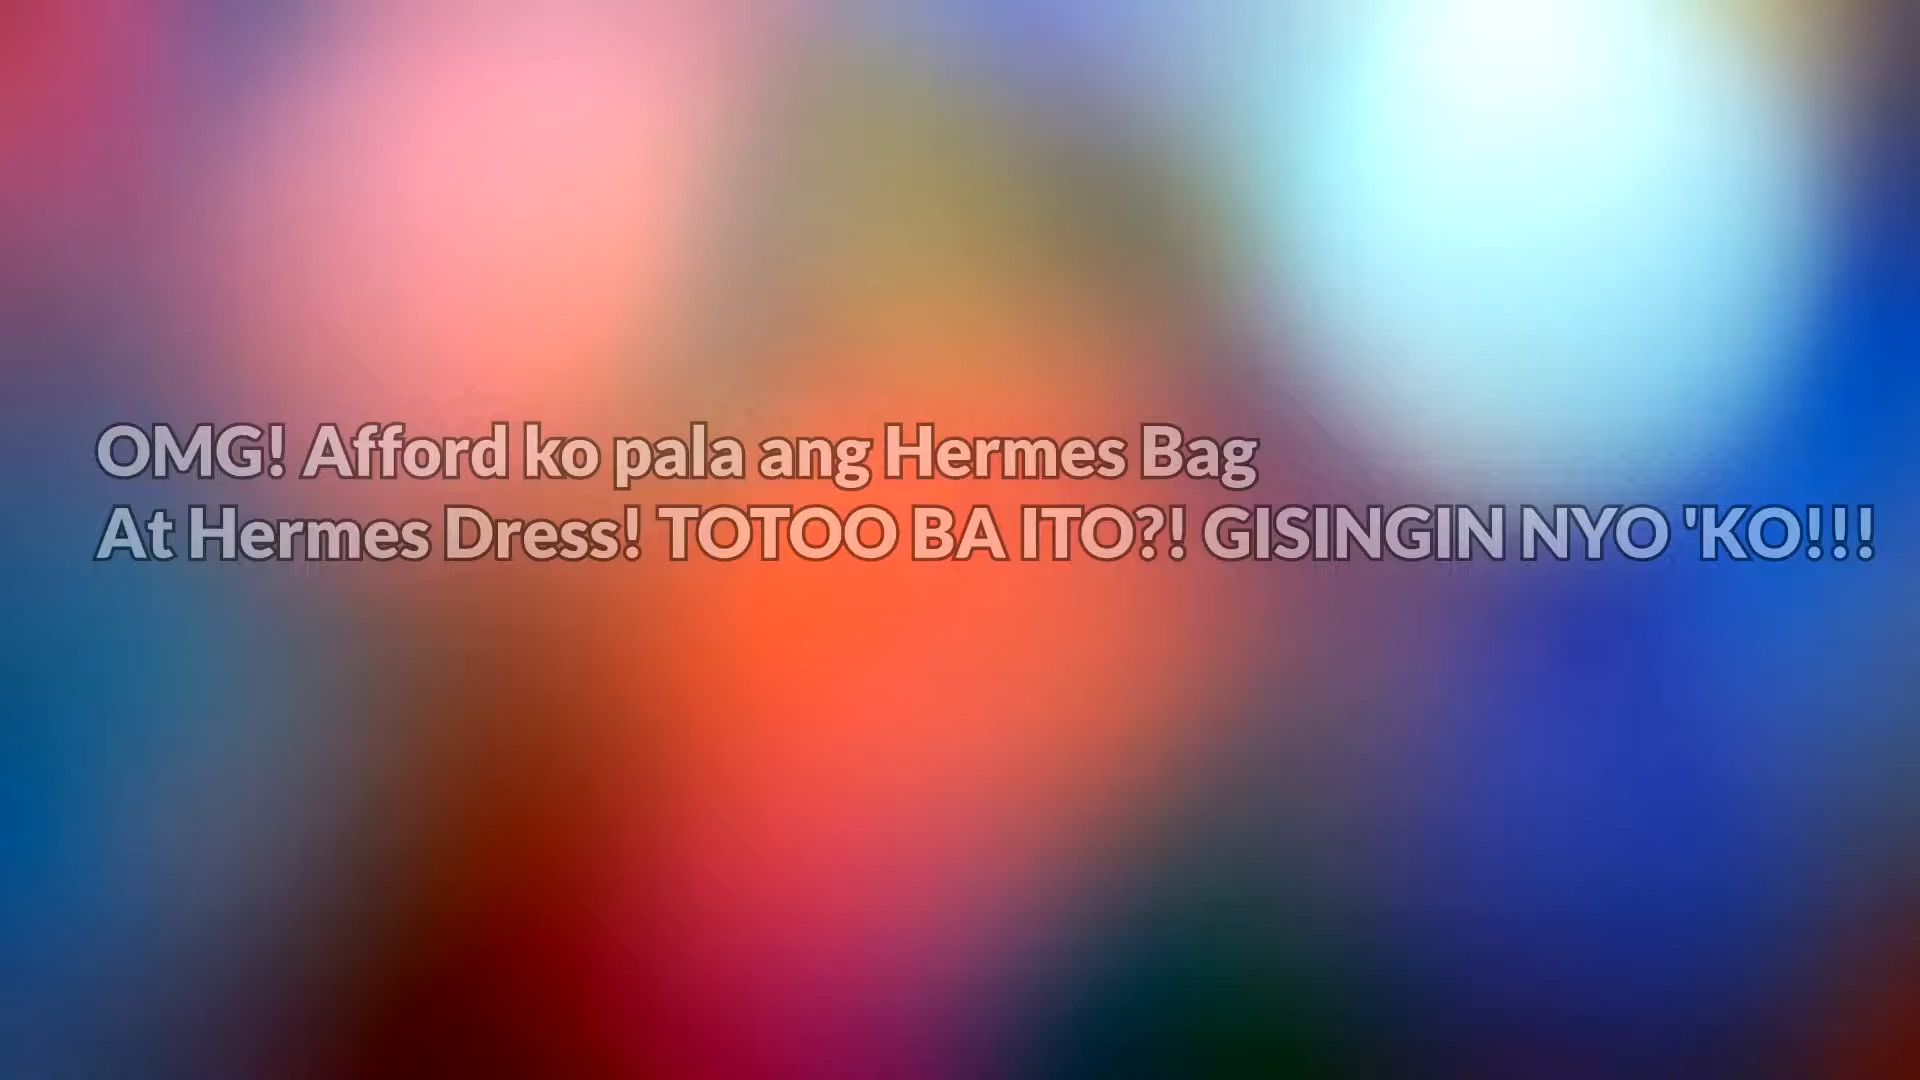 OMG! Afford ko pala ang Hermes Bag
At Hermes Dress! TOTOO BA ITO?! GISINGIN NYO 'KO!!!